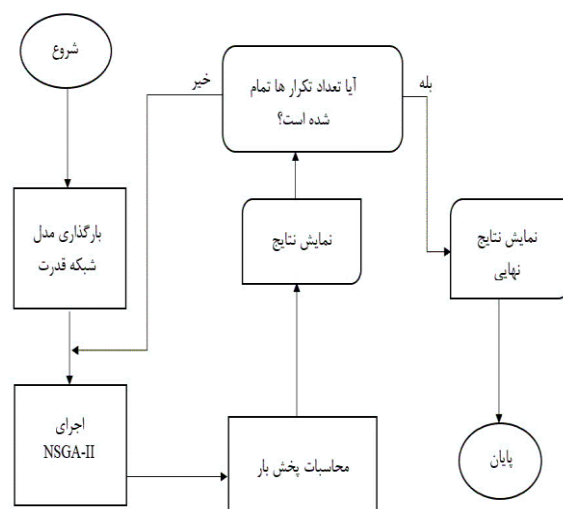 شروع
بارگذاری مدل
شبکه قدرت
اجرای
NSGA-II
محاسبات پخش بار
نمایش نتایج
آیا تعداد تکرار ها تمام
شده است؟
خیر
بله
نمایش نتایج
نهایی
پایان